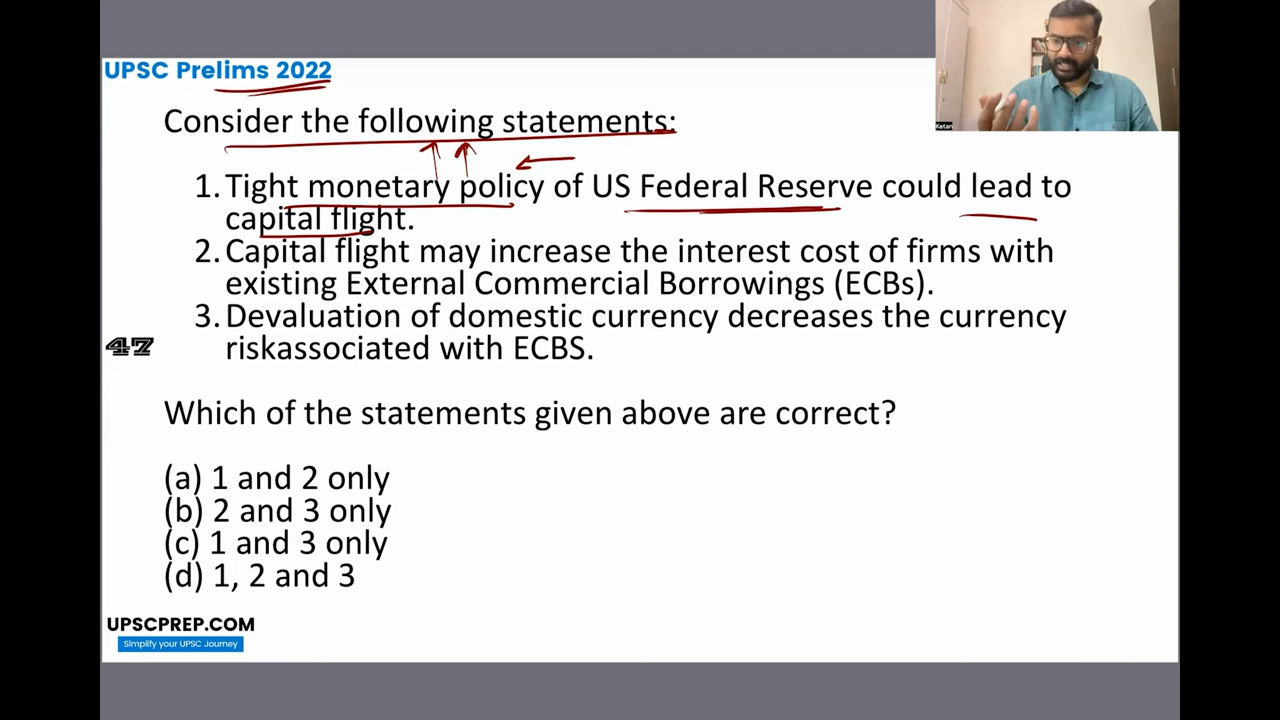 UPSC Prelims 2022
Ketan
Consider the following statements:
1. Tight monetary policy of US Federal Reserve could lead to
capital flight.
2. Capital flight may increase the interest cost of firms with
existing External Commercial Borrowings (ECBs).
3. Devaluation of domestic currency decreases the currency
riskassociated with ECBS.
47
Which of the statements given above are correct?
(a) 1 and 2 only
(b) 2 and 3 only
(c) 1 and 3 only
(d) 1, 2 and 3
UPSCPREP.COM
Simplify your UPSC Journey